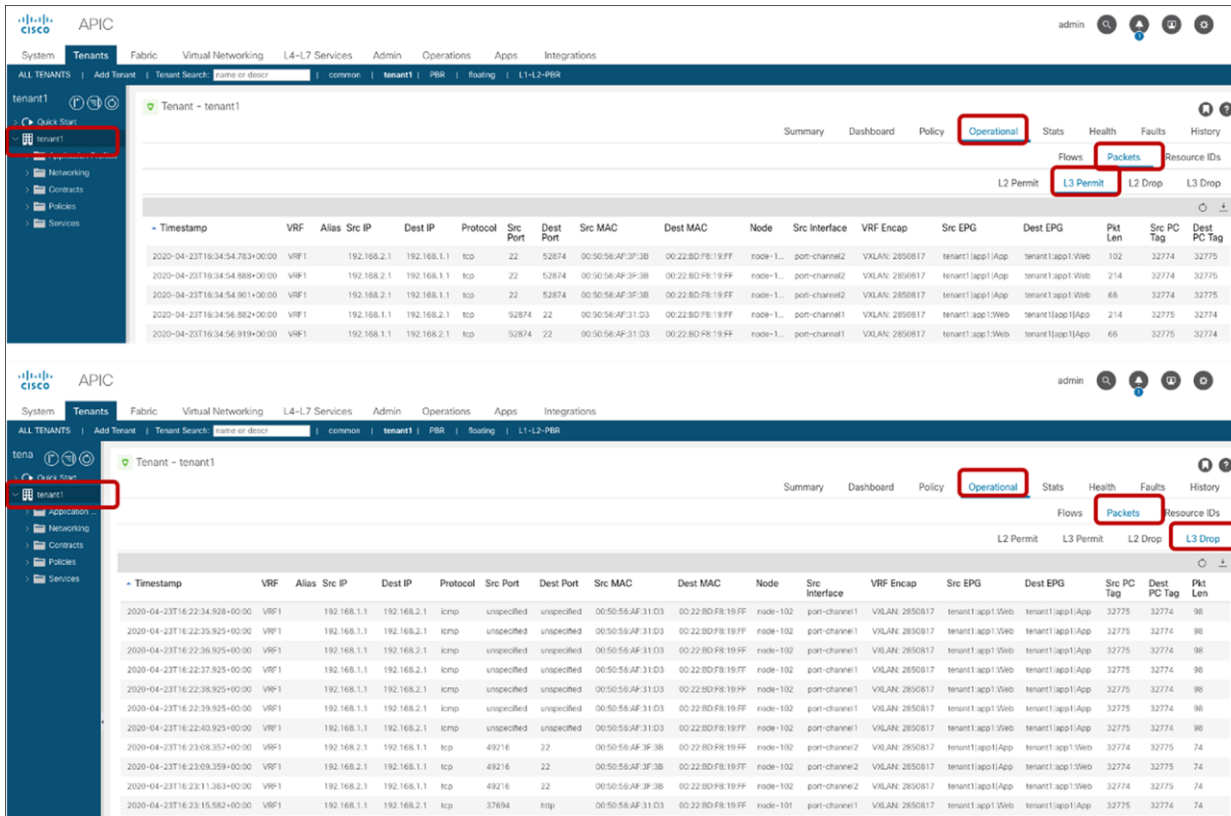 CISCO APIC admin
1
System Tenants Fabric Virtual Networking L4-L7 Services Admin Operations Apps Integrations
ALL TENANTS | Add Tenant | Tenant Search: name or descr | common | tenant1 | PBR | floating | L1-L2-PBR
tenant1
Quick Start
tenant1
Application Profiles
Networking
Contracts
Policies
Services
Tenant - tenant1
Summary Dashboard Policy Operational Stats Health Faults History
Flows Packets Resource IDs
L2 Permit L3 Permit L2 Drop L3 Drop
Timestamp VRF Alias Src IP Dest IP Protocol Src Port Dest Port Src MAC Dest MAC Node Src Interface VRF Encap Src EPG Dest EPG Pkt Len Src PC Tag Dest PC Tag
2020-04-23T16:34:54.783+00:00 VRF1 192.168.2.1 192.168.1.1 tcp 22 52874 00:50:56:AF:3F:3B 00:22:BD:F8:19:FF node-1... port-channel2 VXLAN: 2850817 tenant1|app1|App tenant1:app1:Web 102 32774 32775
2020-04-23T16:34:54.888+00:00 VRF1 192.168.2.1 192.168.1.1 tcp 22 52874 00:50:56:AF:3F:3B 00:22:BD:F8:19:FF node-1... port-channel2 VXLAN: 2850817 tenant1|app1|App tenant1:app1:Web 214 32774 32775
2020-04-23T16:34:54.901+00:00 VRF1 192.168.2.1 192.168.1.1 tcp 22 52874 00:50:56:AF:3F:3B 00:22:BD:F8:19:FF node-1... port-channel2 VXLAN: 2850817 tenant1|app1|App tenant1:app1:Web 66 32774 32775
2020-04-23T16:34:56.882+00:00 VRF1 192.168.1.1 192.168.2.1 tcp 52874 22 00:50:56:AF:31:D3 00:22:BD:F8:19:FF node-1... port-channel1 VXLAN: 2850817 tenant1:app1:Web tenant1|app1|App 214 32775 32774
2020-04-23T16:34:56.919+00:00 VRF1 192.168.1.1 192.168.2.1 tcp 52874 22 00:50:56:AF:31:D3 00:22:BD:F8:19:FF node-1... port-channel1 VXLAN: 2850817 tenant1:app1:Web tenant1|app1|App 66 32775 32774
CISCO APIC admin
1
System Tenants Fabric Virtual Networking L4-L7 Services Admin Operations Apps Integrations
ALL TENANTS | Add Tenant | Tenant Search: name or descr | common | tenant1 | PBR | floating | L1-L2-PBR
tena
Quick Start
tenant1
Application ...
Networking
Contracts
Policies
Services
Tenant - tenant1
Summary Dashboard Policy Operational Stats Health Faults History
Flows Packets Resource IDs
L2 Permit L3 Permit L2 Drop L3 Drop
Timestamp VRF Alias Src IP Dest IP Protocol Src Port Dest Port Src MAC Dest MAC Node Src Interface VRF Encap Src EPG Dest EPG Src PC Tag Dest PC Tag Pkt Len
2020-04-23T16:22:34.928+00:00 VRF1 192.168.1.1 192.168.2.1 icmp unspecified unspecified 00:50:56:AF:31:D3 00:22:BD:F8:19:FF node-102 port-channel1 VXLAN: 2850817 tenant1:app1:Web tenant1|app1|App 32775 32774 98
2020-04-23T16:22:35.925+00:00 VRF1 192.168.1.1 192.168.2.1 icmp unspecified unspecified 00:50:56:AF:31:D3 00:22:BD:F8:19:FF node-102 port-channel1 VXLAN: 2850817 tenant1:app1:Web tenant1|app1|App 32775 32774 98
2020-04-23T16:22:36.925+00:00 VRF1 192.168.1.1 192.168.2.1 icmp unspecified unspecified 00:50:56:AF:31:D3 00:22:BD:F8:19:FF node-102 port-channel1 VXLAN: 2850817 tenant1:app1:Web tenant1|app1|App 32775 32774 98
2020-04-23T16:22:37.925+00:00 VRF1 192.168.1.1 192.168.2.1 icmp unspecified unspecified 00:50:56:AF:31:D3 00:22:BD:F8:19:FF node-102 port-channel1 VXLAN: 2850817 tenant1:app1:Web tenant1|app1|App 32775 32774 98
2020-04-23T16:22:38.925+00:00 VRF1 192.168.1.1 192.168.2.1 icmp unspecified unspecified 00:50:56:AF:31:D3 00:22:BD:F8:19:FF node-102 port-channel1 VXLAN: 2850817 tenant1:app1:Web tenant1|app1|App 32775 32774 98
2020-04-23T16:22:39.925+00:00 VRF1 192.168.1.1 192.168.2.1 icmp unspecified unspecified 00:50:56:AF:31:D3 00:22:BD:F8:19:FF node-102 port-channel1 VXLAN: 2850817 tenant1:app1:Web tenant1|app1|App 32775 32774 98
2020-04-23T16:22:40.925+00:00 VRF1 192.168.1.1 192.168.2.1 icmp unspecified unspecified 00:50:56:AF:31:D3 00:22:BD:F8:19:FF node-102 port-channel1 VXLAN: 2850817 tenant1:app1:Web tenant1|app1|App 32775 32774 98
2020-04-23T16:23:08.357+00:00 VRF1 192.168.2.1 192.168.1.1 tcp 49216 22 00:50:56:AF:3F:3B 00:22:BD:F8:19:FF node-102 port-channel2 VXLAN: 2850817 tenant1|app1|App tenant1:app1:Web 32774 32775 74
2020-04-23T16:23:09.359+00:00 VRF1 192.168.2.1 192.168.1.1 tcp 49216 22 00:50:56:AF:3F:3B 00:22:BD:F8:19:FF node-102 port-channel2 VXLAN: 2850817 tenant1|app1|App tenant1:app1:Web 32774 32775 74
2020-04-23T16:23:11.363+00:00 VRF1 192.168.2.1 192.168.1.1 tcp 49216 22 00:50:56:AF:3F:3B 00:22:BD:F8:19:FF node-102 port-channel2 VXLAN: 2850817 tenant1|app1|App tenant1:app1:Web 32774 32775 74
2020-04-23T16:23:15.582+00:00 VRF1 192.168.1.1 192.168.2.1 tcp 37694 http 00:50:56:AF:31:D3 00:22:BD:F8:19:FF node-101 port-channel1 VXLAN: 2850817 tenant1:app1:Web tenant1|app1|App 32775 32774 74